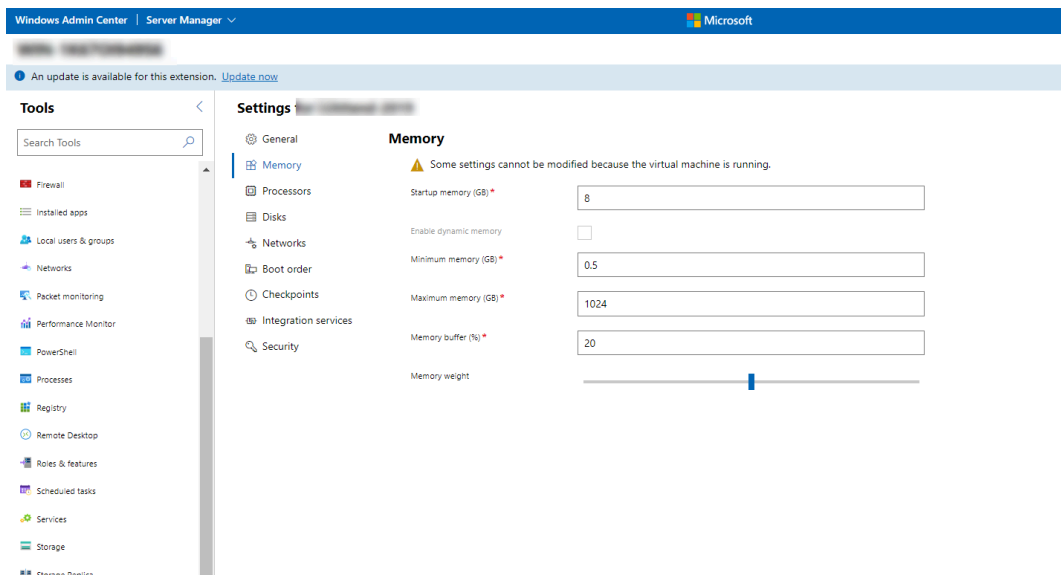 Windows Admin Center | Server Manager
Microsoft
An update is available for this extension. Update now
Tools
Search Tools
Firewall
Installed apps
Local users & groups
Networks
Packet monitoring
Performance Monitor
PowerShell
Processes
Registry
Remote Desktop
Roles & features
Scheduled tasks
Services
Storage
Storage Replica
Settings
General
Memory
Processors
Disks
Networks
Boot order
Checkpoints
Integration services
Security
Memory
Some settings cannot be modified because the virtual machine is running.
Startup memory (GB) *
8
Enable dynamic memory
Minimum memory (GB) *
0.5
Maximum memory (GB) *
1024
Memory buffer (%) *
20
Memory weight